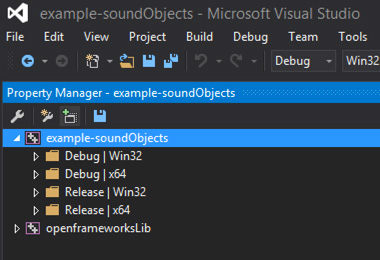 example-soundObjects - Microsoft Visual Studio
File Edit View Project Build Debug Team Tools
Debug Win32
Property Manager - example-soundObjects
example-soundObjects
Debug | Win32
Debug | x64
Release | Win32
Release | x64
openframeworksLib